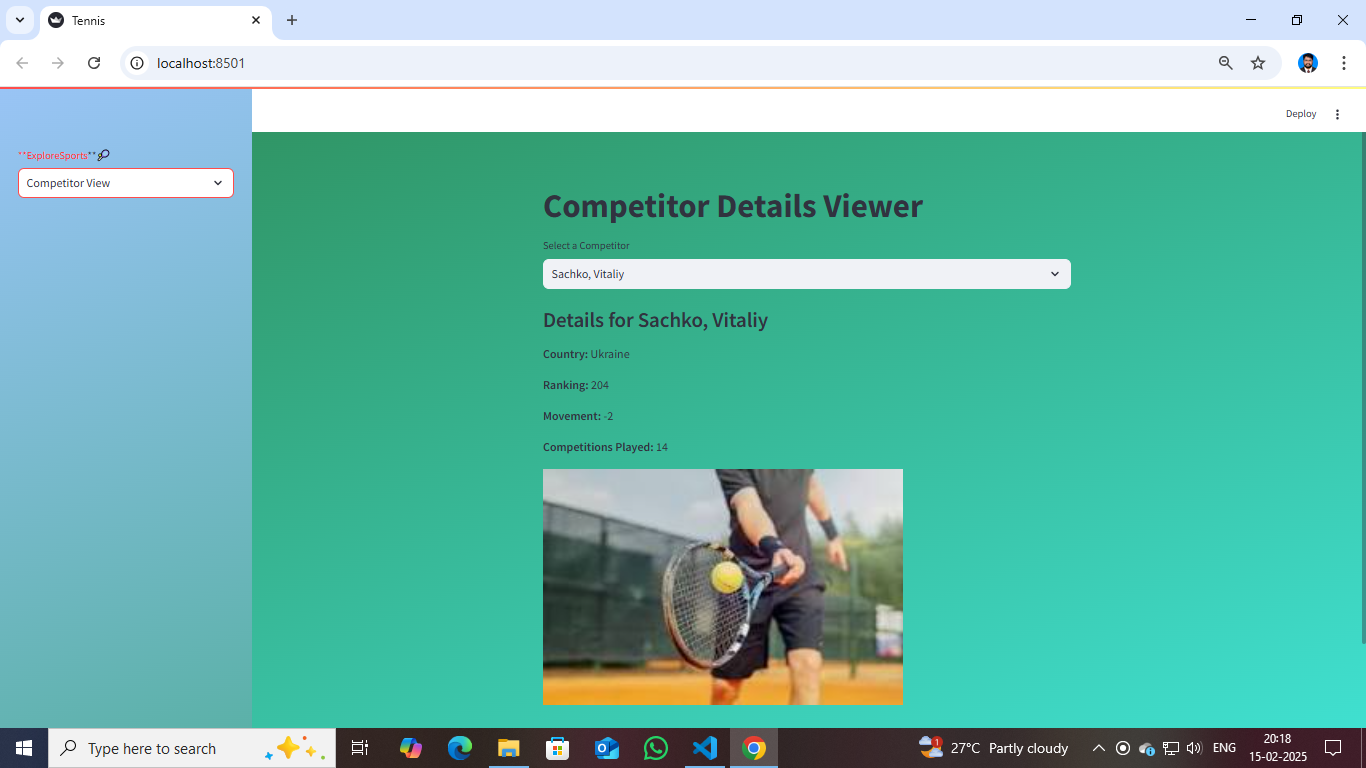 Tennis
localhost:8501
Deploy
**ExploreSports**
Competitor View
Competitor Details Viewer
Select a Competitor
Sachko, Vitaliy
Details for Sachko, Vitaliy
Country: Ukraine
Ranking: 204
Movement: -2
Competitions Played: 14
Type here to search
1
27°C Partly cloudy
ENG
20:18
15-02-2025